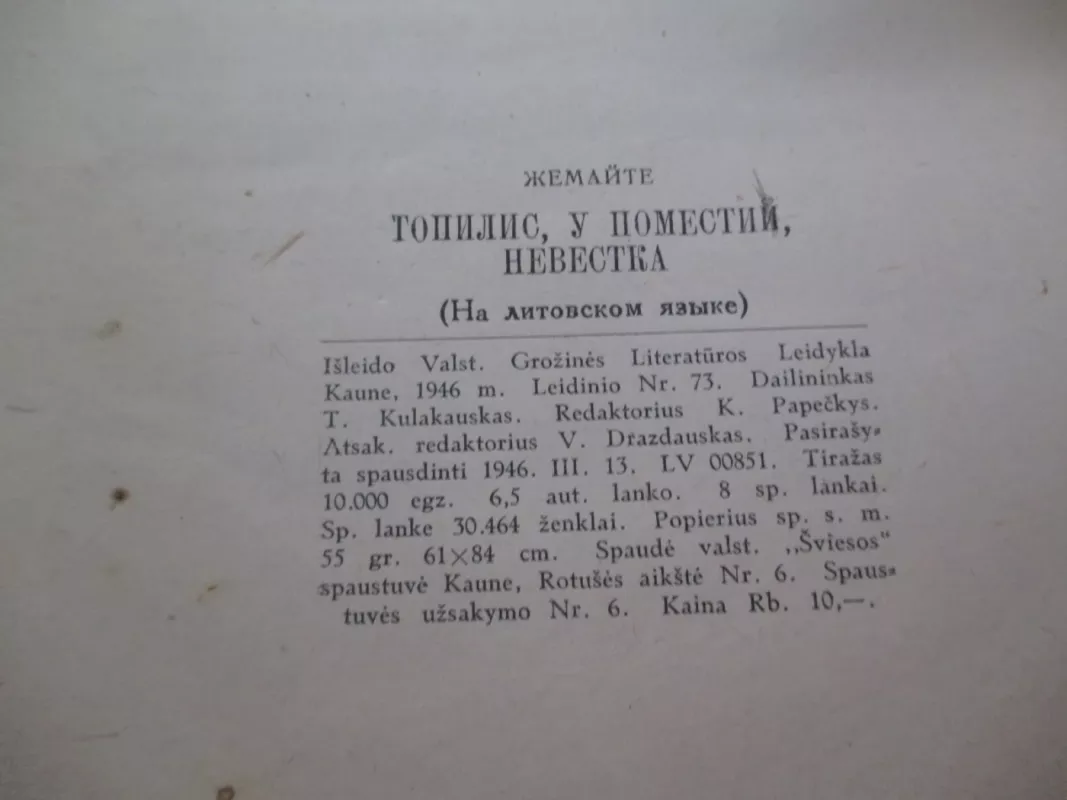 ЖЕМАЙТЕ
ТОПИЛИС, У ПОМЕСТИЙ,
НЕВЕСТКА
(На литовском языке)
Išleido Valst. Grožinės Literatūros Leidykla
Kaune, 1946 m. Leidinio Nr. 73. Dailininkas
T. Kulakauskas. Redaktorius K. Papečkys.
Atsak. redaktorius V. Drazdauskas. Pasirašy-
ta spausdinti 1946. III. 13. LV 00851. Tiražas
10.000 egz. 6,5 aut. lanko. 8 sp. lankai.
Sp. lanke 30.464 ženklai. Popierius sp. s. m.
55 gr. 61×84 cm. Spaudė valst. „Šviesos“
spaustuvė Kaune, Rotušės aikštė Nr. 6. Spaus-
tuvės užsakymo Nr. 6. Kaina Rb. 10,—.